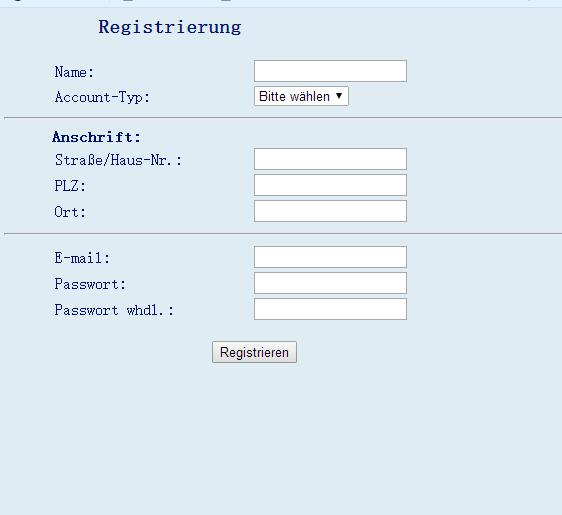 Registrierung
Name:
Account-Typ: Bitte wählen
Anschrift:
Straße/Haus-Nr.:
PLZ:
Ort:
E-mail:
Passwort:
Passwort whdl.:
Registrieren